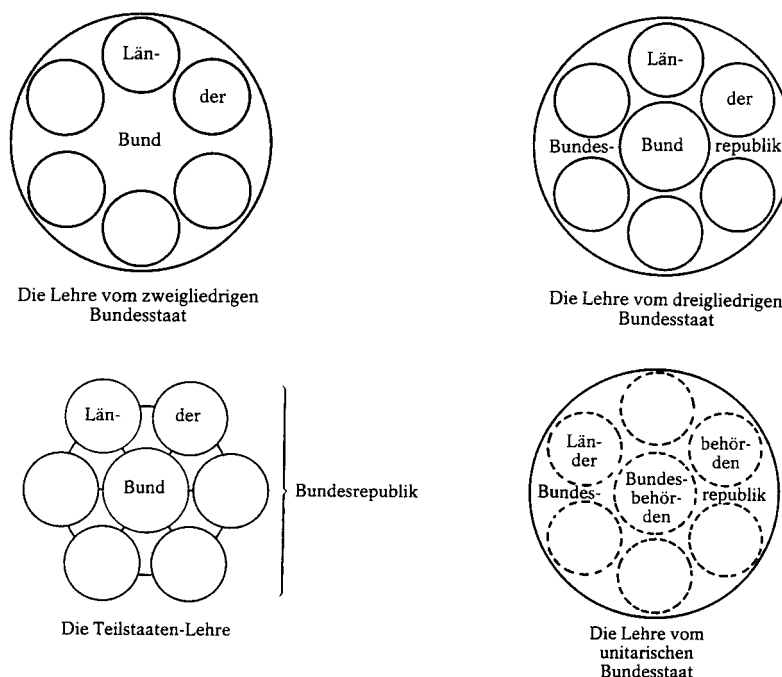 Län-
der
Bund
Die Lehre vom zweigliedrigen
Bundesstaat
Län-
der
Bundes- Bund republik
Die Lehre vom dreigliedrigen
Bundesstaat
Län- der
Bund
Bundesrepublik
Die Teilstaaten-Lehre
Län-
der
behör-
den
Bundes-
Bundes-
behör-
den
republik
Die Lehre vom
unitarischen
Bundesstaat